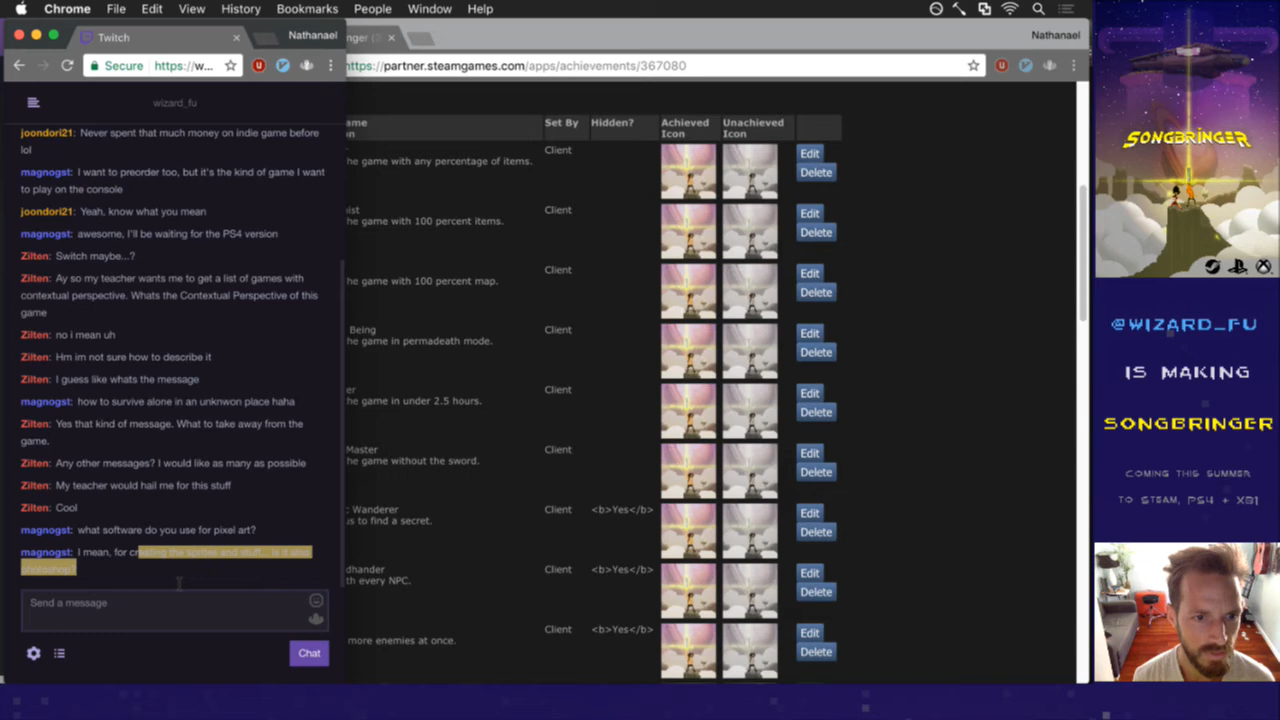 Chrome File Edit View History Bookmarks People Window Help
Twitch
Nathanael
Nathanael
Secure https://w...
https://partner.steamgames.com/apps/achievements/367080
wizard_fu
joondori21: Never spent that much money on indie game before
lol
magnogst: I want to preorder too, but it's the kind of game I want
to play on the console
joondori21: Yeah, know what you mean
magnogst: awesome, I'll be waiting for the PS4 version
Zilten: Switch maybe...?
Zilten: Ay so my teacher wants me to get a list of games with
contextual perspective. Whats the Contextual Perspective of this
game
Zilten: no i mean uh
Zilten: Hm im not sure how to describe it
Zilten: I guess like whats the message
magnogst: how to survive alone in an unknwon place haha
Zilten: Yes that kind of message. What to take away from the
game.
Zilten: Any other messages? I would like as many as possible
Zilten: My teacher would hail me for this stuff
Zilten: Cool
magnogst: what software do you use for pixel art?
magnogst: I mean, for creating the sprites and stuff... is it also
photoshop?
Send a message
Chat
Set By Hidden? Achieved Icon Unachieved Icon
he game with any percentage of items. Client Edit
Delete
he game with 100 percent items. Client Edit
Delete
he game with 100 percent map. Client Edit
Delete
Being
he game in permadeath mode. Client Edit
Delete
he game in under 2.5 hours. Client Edit
Delete
Master
he game without the sword. Client Edit
Delete
Wanderer
us to find a secret. Client <b>Yes</b> Edit
Delete
dhander
th every NPC. Client <b>Yes</b> Edit
Delete
more enemies at once. Client <b>Yes</b> Edit
Delete
SONGBRINGER
@WIZARD_FU
IS MAKING
SONGBRINGER
COMING THIS SUMMER
TO STEAM, PS4 + XB1